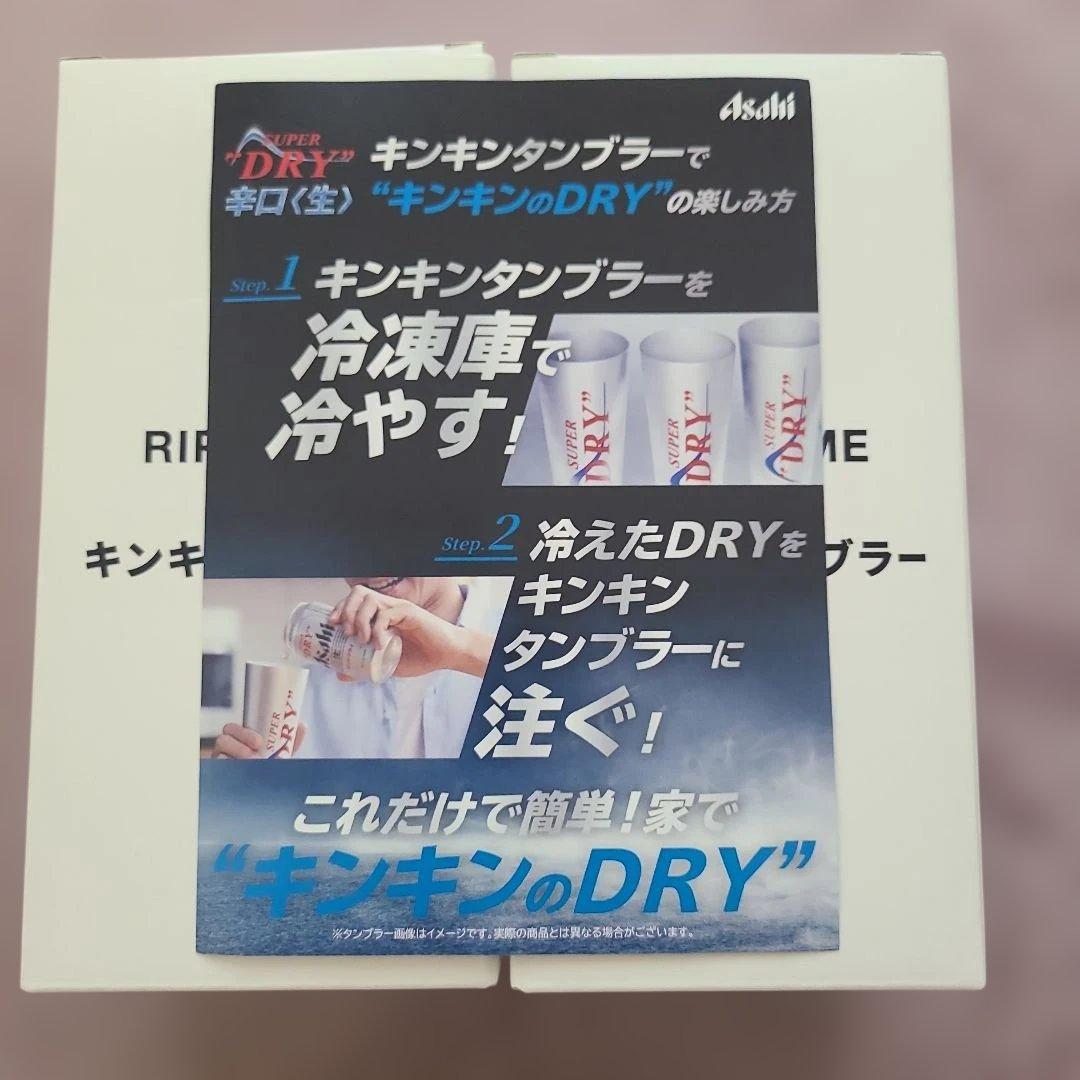 Asahi
SUPER
"DRY"
辛口〈生〉
キンキンタンブラーで
"キンキンのDRY"の楽しみ方
Step.1 キンキンタンブラーを
冷凍庫で
冷やす!
SUPER
"DRY"
SUPER
"DRY"
SUPER
"DRY"
RIP
ME
キンキ
ブラー
Step.2 冷えたDRYを
キンキン
タンブラーに
注ぐ!
DRY"
Asahi
生
SUPER
"DRY"
これだけで簡単!家で
"キンキンのDRY"
※タンブラー画像はイメージです。実際の商品とは異なる場合がございます。